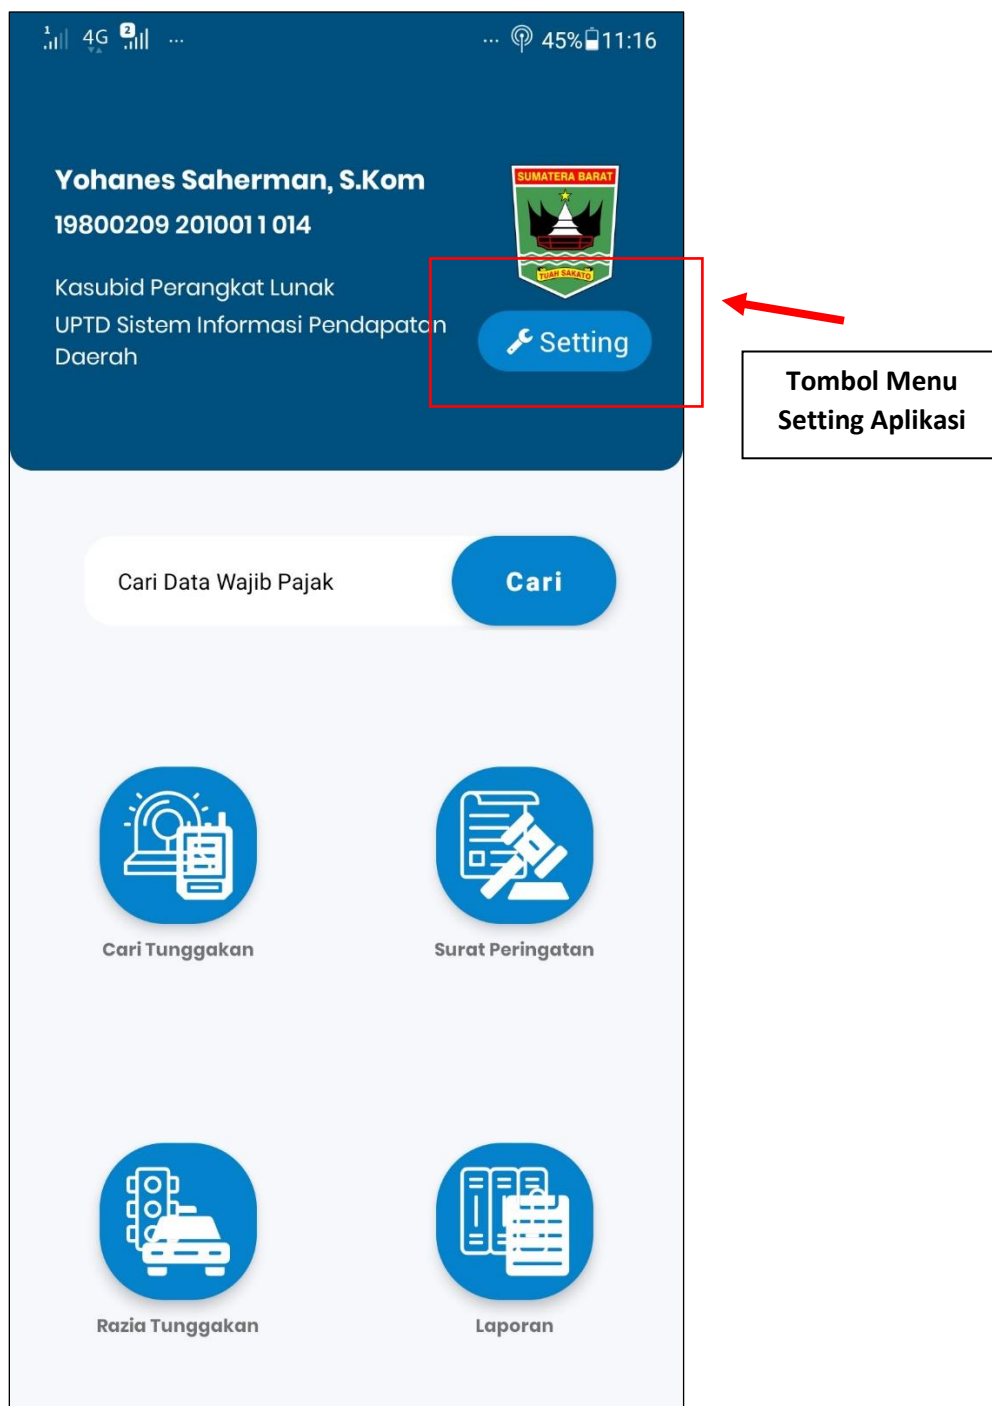 1 4G 2 ... ... 45% 11:16
Yohanes Saherman, S.Kom
19800209 201001 1 014
SUMATERA BARAT
TUAH SAKATO
Kasubid Perangkat Lunak
UPTD Sistem Informasi Pendapatan
Daerah
Setting
Tombol Menu
Setting Aplikasi
Cari Data Wajib Pajak
Cari
Cari Tunggakan
Surat Peringatan
Razia Tunggakan
Laporan